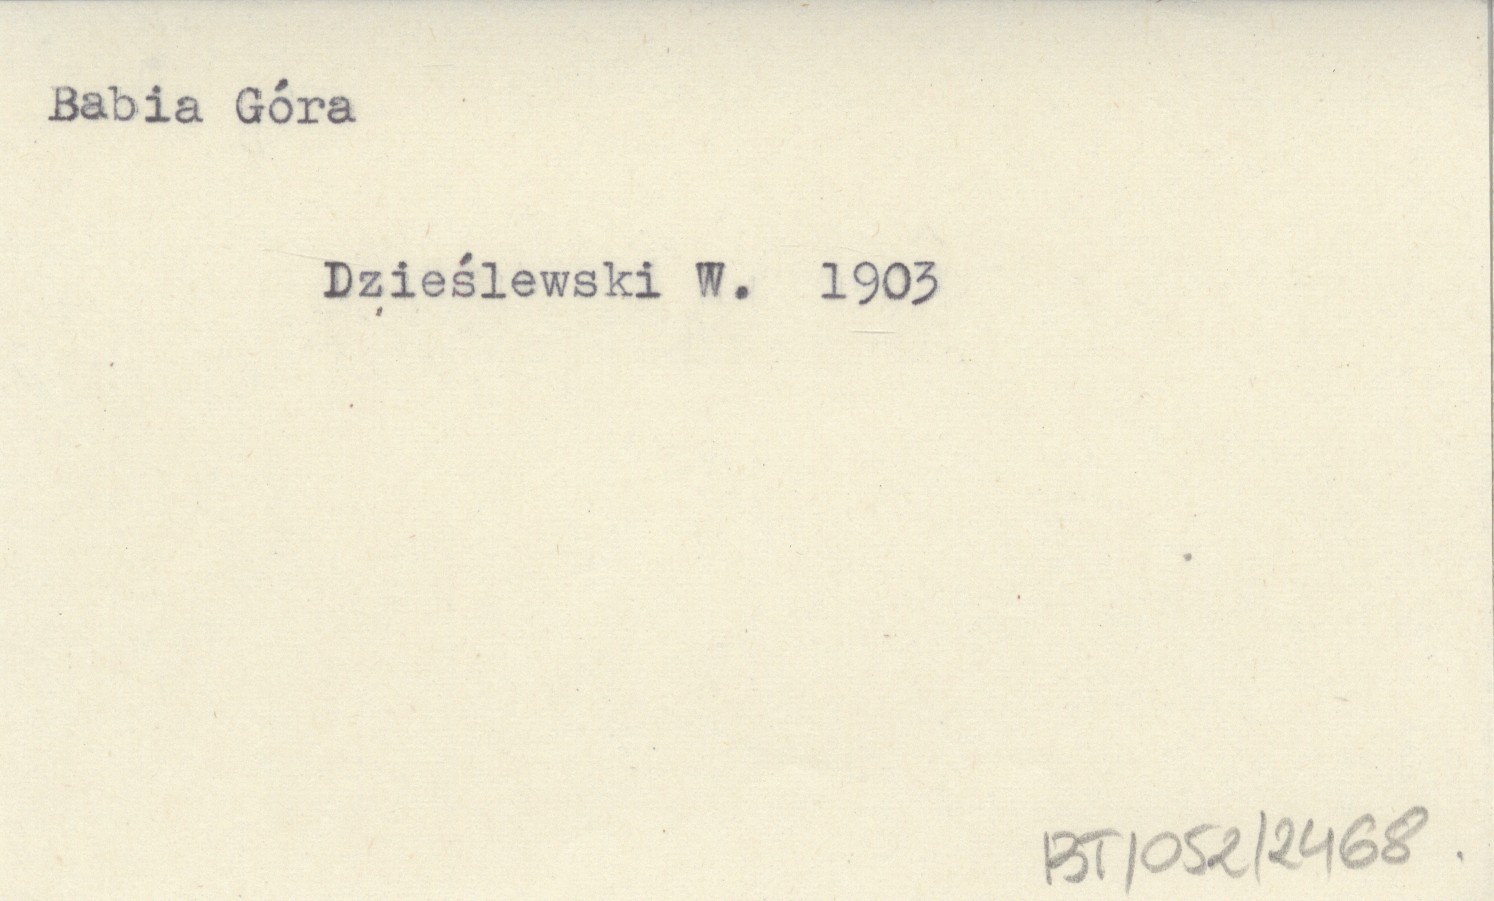 Babia Góra
Dzieślewski W. 1903
BT/052/2468.